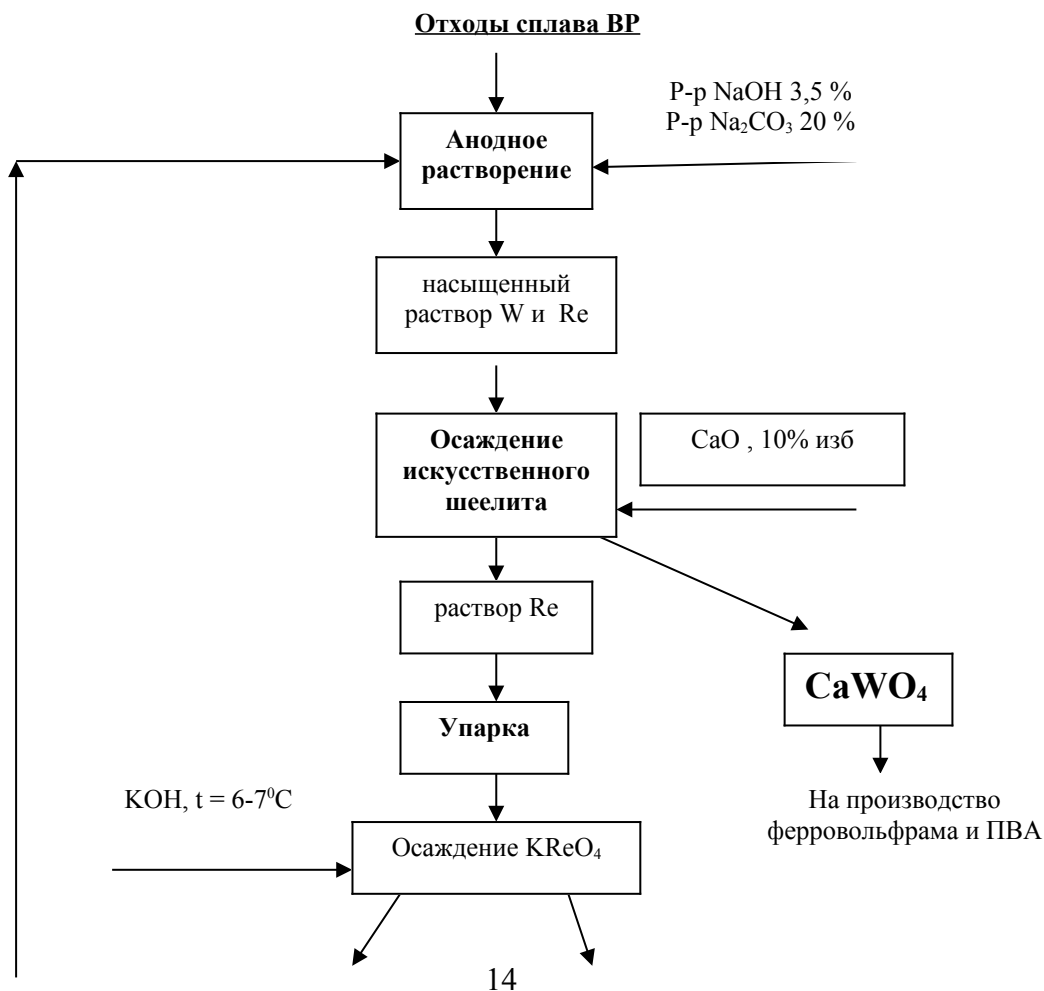 Отходы сплава ВР
Р-р NaOH 3,5 %
Р-р Na₂CO₃ 20 %
Анодное
растворение
насыщенный
раствор W и Re
Осаждение
искусственного
шеелита
CaO , 10% изб
раствор Re
CaWO₄
Упарка
KOH, t = 6-7⁰C
На производство
ферровольфрама и ПВА
Осаждение KReO₄
14